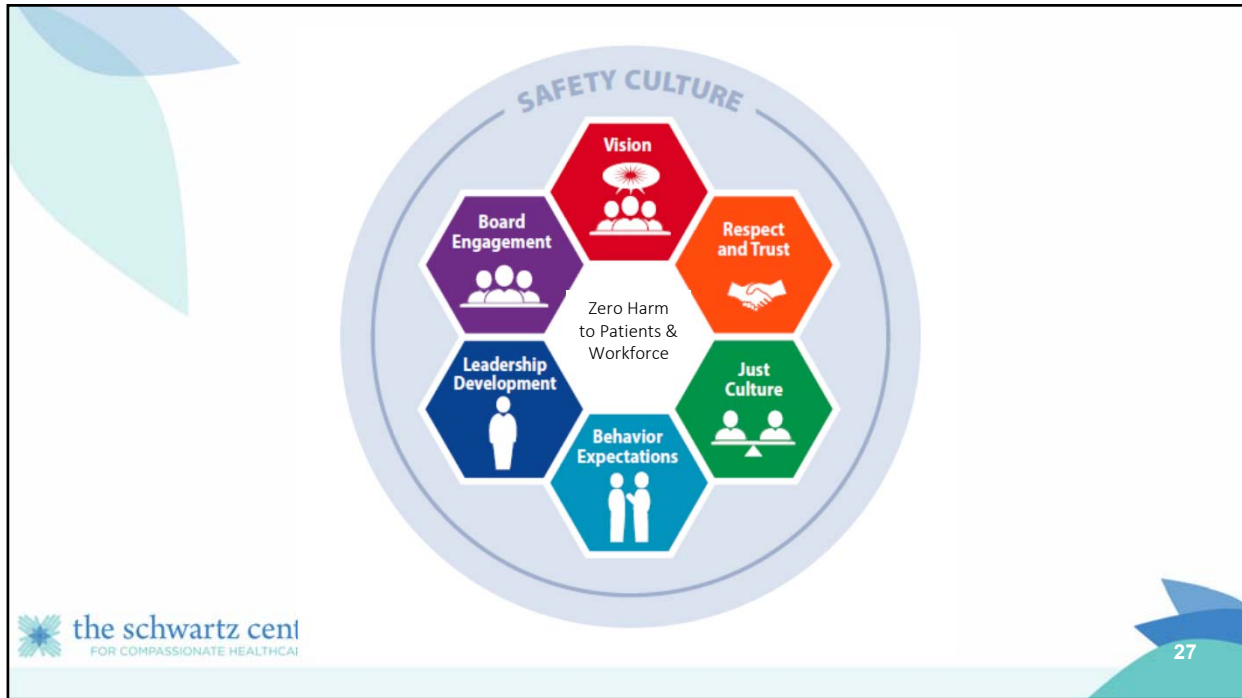 SAFETY CULTURE
Vision
Board
Engagement
Respect
and Trust
Zero Harm
to Patients &
Workforce
Leadership
Development
Just
Culture
Behavior
Expectations
the schwartz cent
FOR COMPASSIONATE HEALTHCAR
27